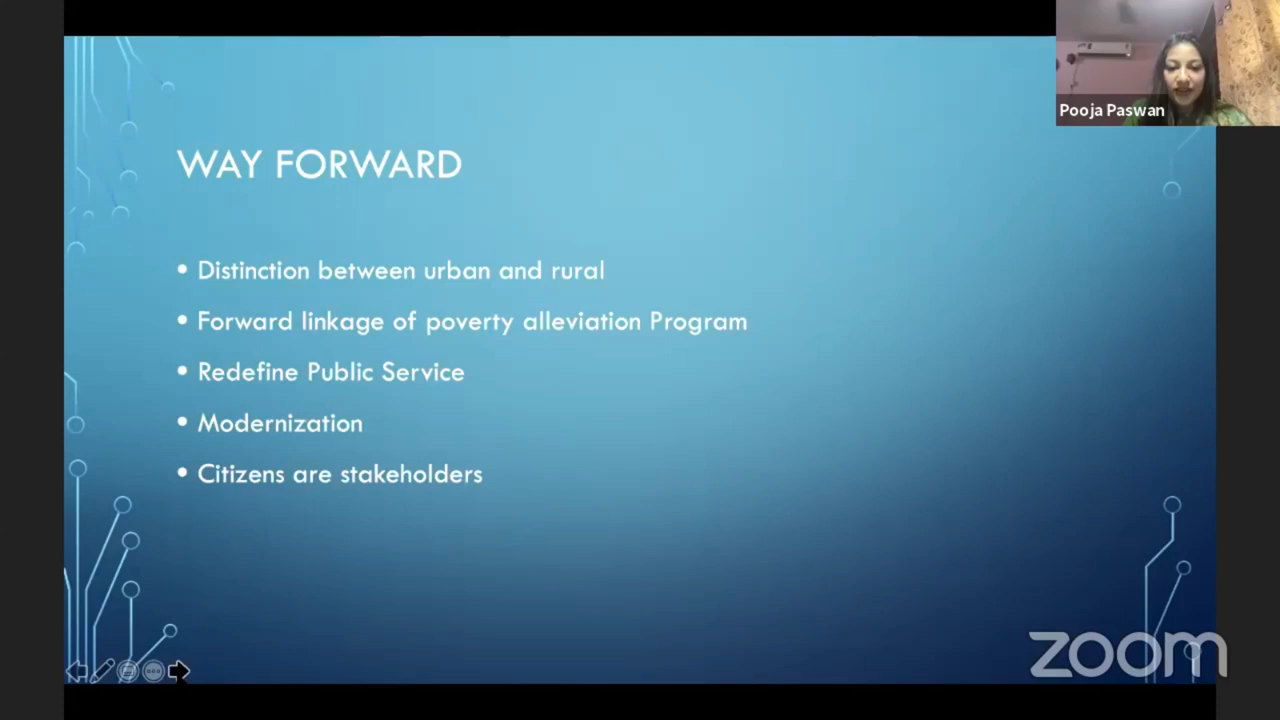 Pooja Paswan
WAY FORWARD
• Distinction between urban and rural
• Forward linkage of poverty alleviation Program
• Redefine Public Service
• Modernization
• Citizens are stakeholders
zoom